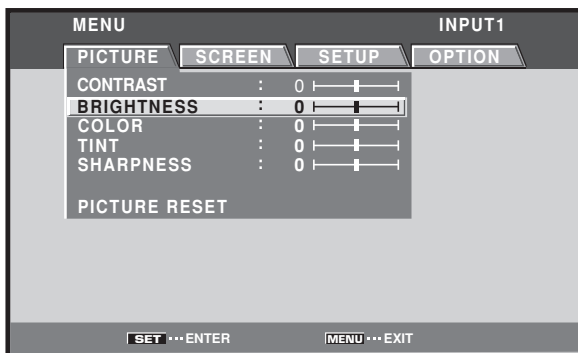 MENU INPUT1
PICTURE SCREEN SETUP OPTION
CONTRAST : 0
BRIGHTNESS : 0
COLOR : 0
TINT : 0
SHARPNESS : 0
PICTURE RESET
SET ··· ENTER MENU ··· EXIT